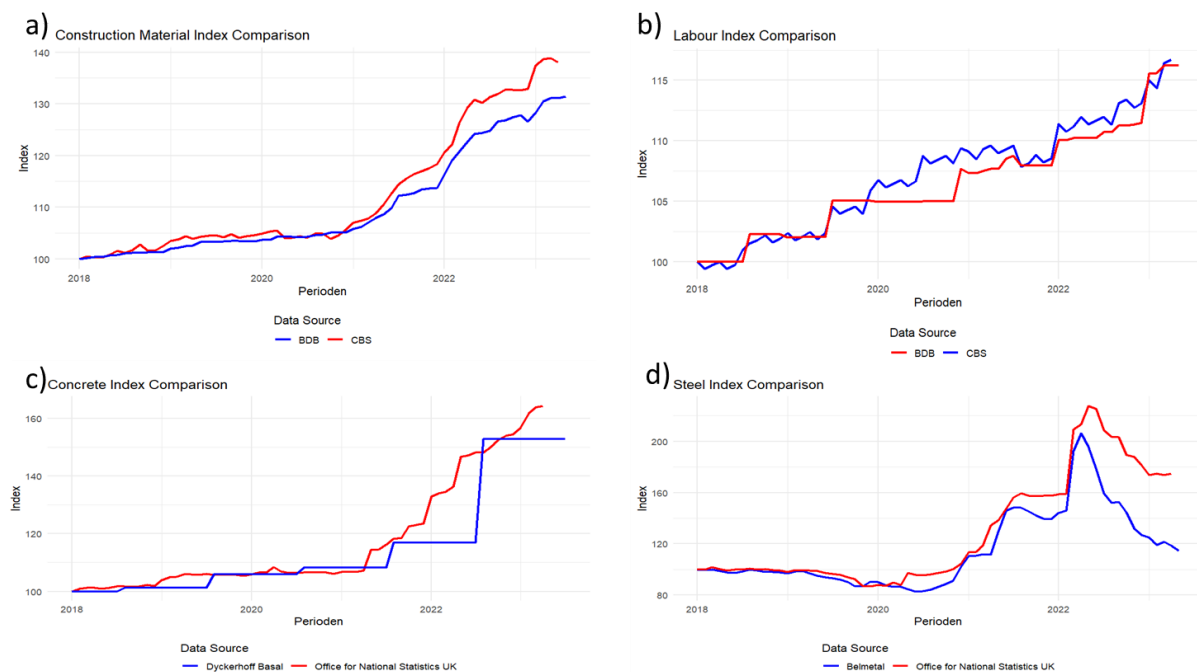 a)
Construction Material Index Comparison
140
130
120
110
100
Index
2018
2020
2022
Perioden
Data Source
BDB CBS
b)
Labour Index Comparison
115
110
105
100
Index
2018
2020
2022
Perioden
Data Source
BDB CBS
c)
Concrete Index Comparison
160
140
120
100
Index
2018
2020
2022
Perioden
Data Source
Dyckerhoff Basal Office for National Statistics UK
d)
Steel Index Comparison
200
160
120
80
Index
2018
2020
2022
Perioden
Data Source
Belmetal Office for National Statistics UK